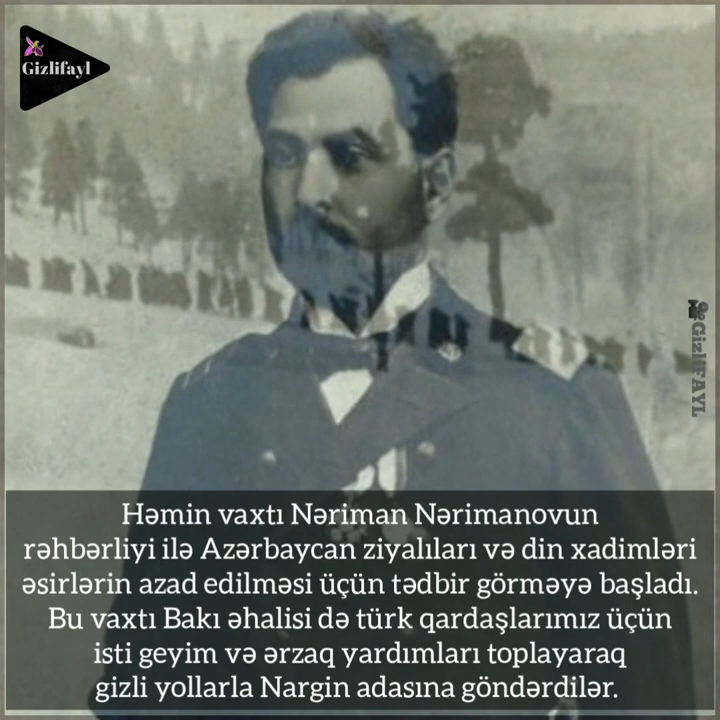 Gizlifayl
GizliFAYL
Həmin vaxtı Nəriman Nərimanovun
rəhbərliyi ilə Azərbaycan ziyalıları və din xadimləri
əsirlərin azad edilməsi üçün tədbir görməyə başladı.
Bu vaxtı Bakı əhalisi də türk qardaşlarımız üçün
isti geyim və ərzaq yardımları toplayaraq
gizli yollarla Nargin adasına göndərdilər.